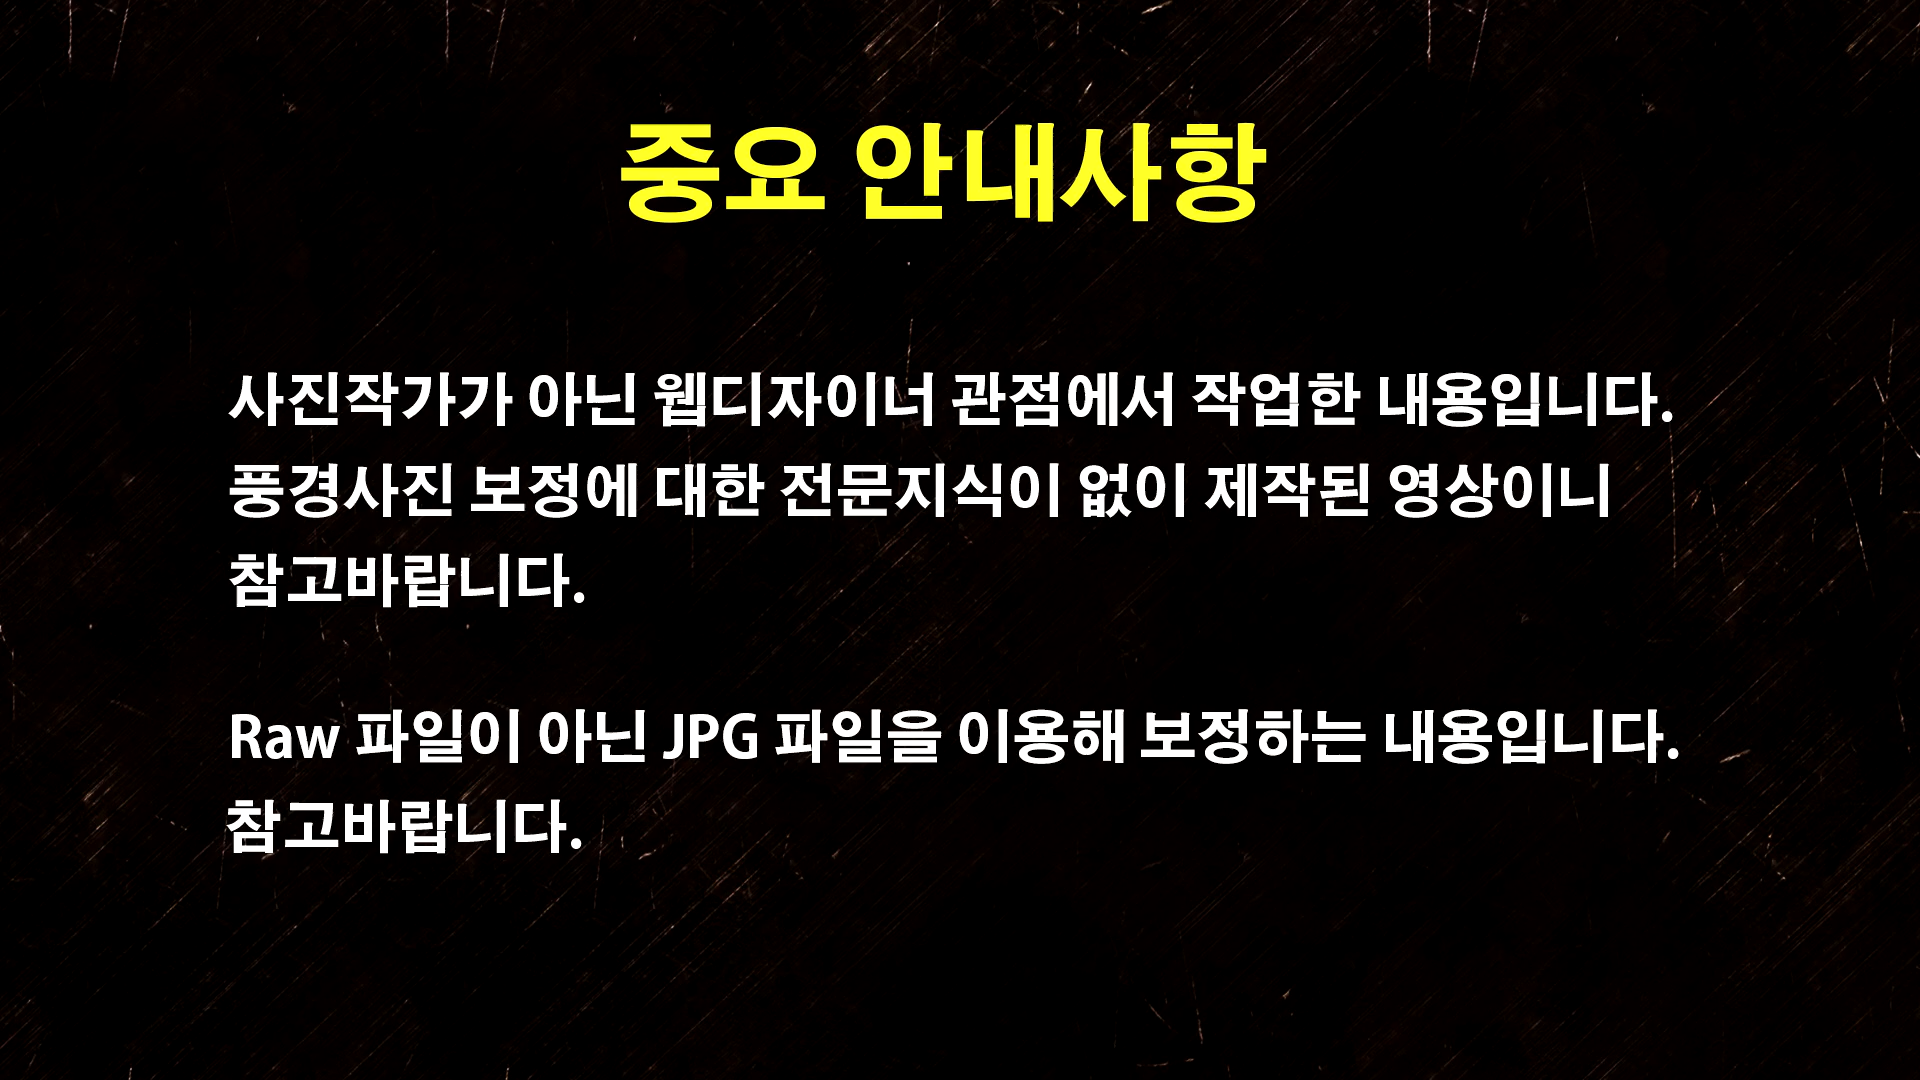 중요 안내사항
사진작가가 아닌 웹디자이너 관점에서 작업한 내용입니다.
풍경사진 보정에 대한 전문지식이 없이 제작된 영상이니
참고바랍니다.
Raw 파일이 아닌 JPG 파일을 이용해 보정하는 내용입니다.
참고바랍니다.